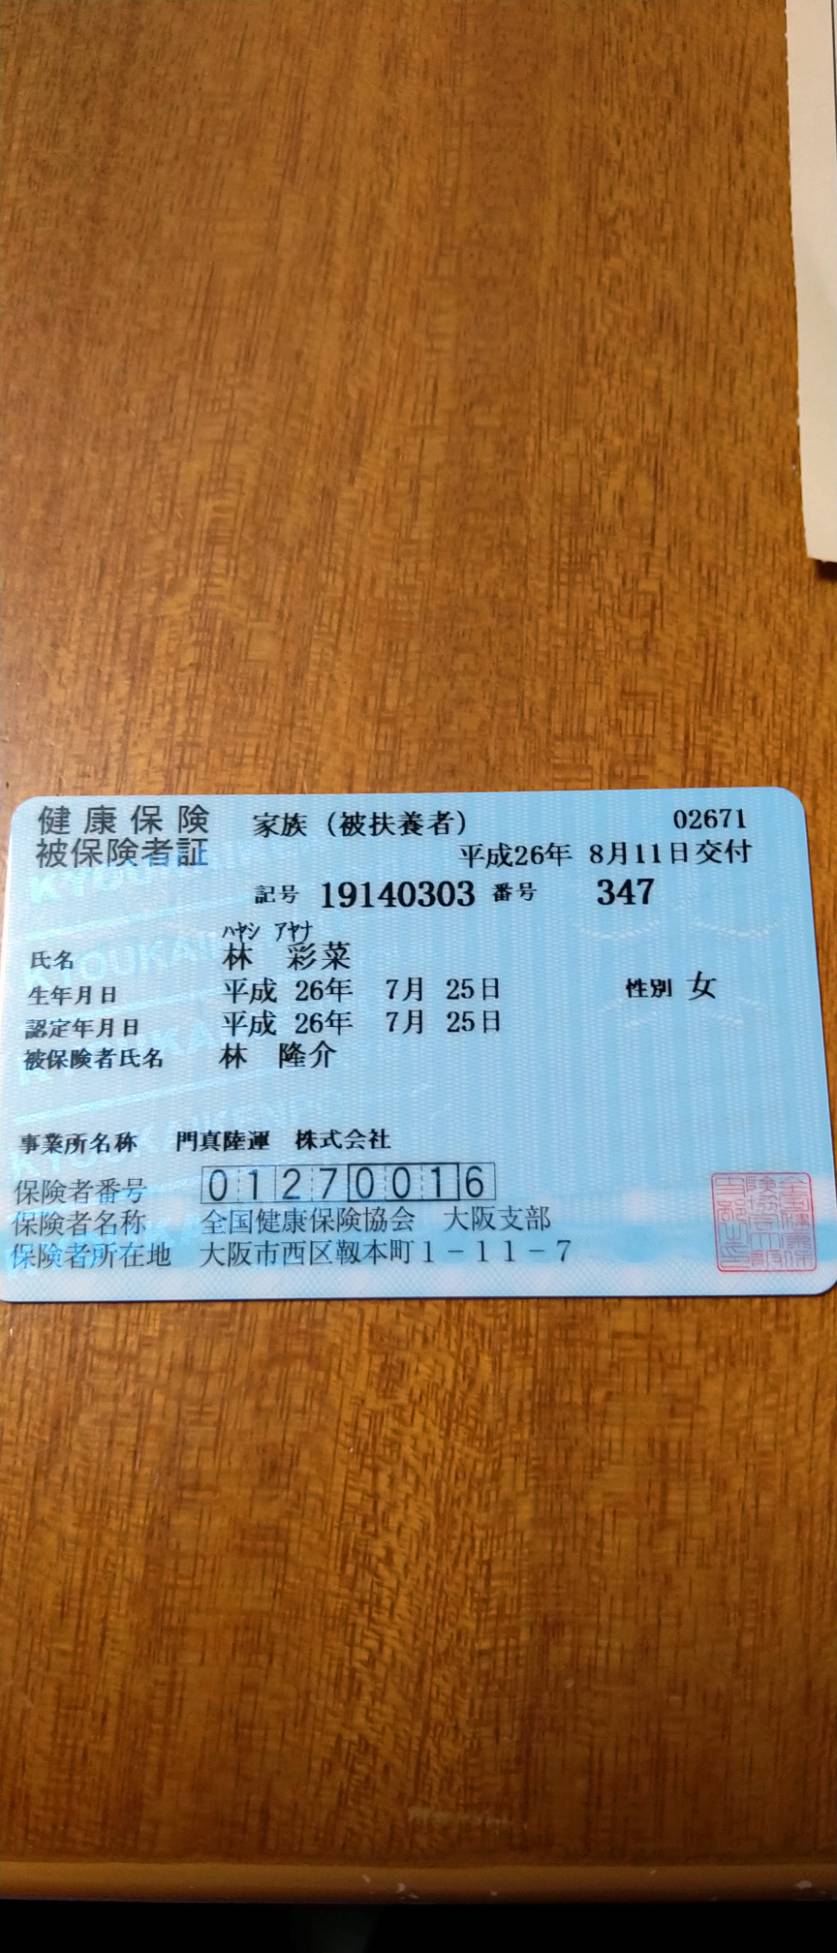 健康保険 家族（被扶養者） 02671
被保険者証 平成26年 8月11日交付
記号 19140303 番号 347
ハヤシ アヤナ
氏名 林 彩菜
生年月日 平成 26年 7月 25日 性別 女
認定年月日 平成 26年 7月 25日
被保険者氏名 林 隆介
事業所名称 門真陸運 株式会社
保険者番号 01270016
保険者名称 全国健康保険協会 大阪支部
保険者所在地 大阪市西区靱本町1-11-7